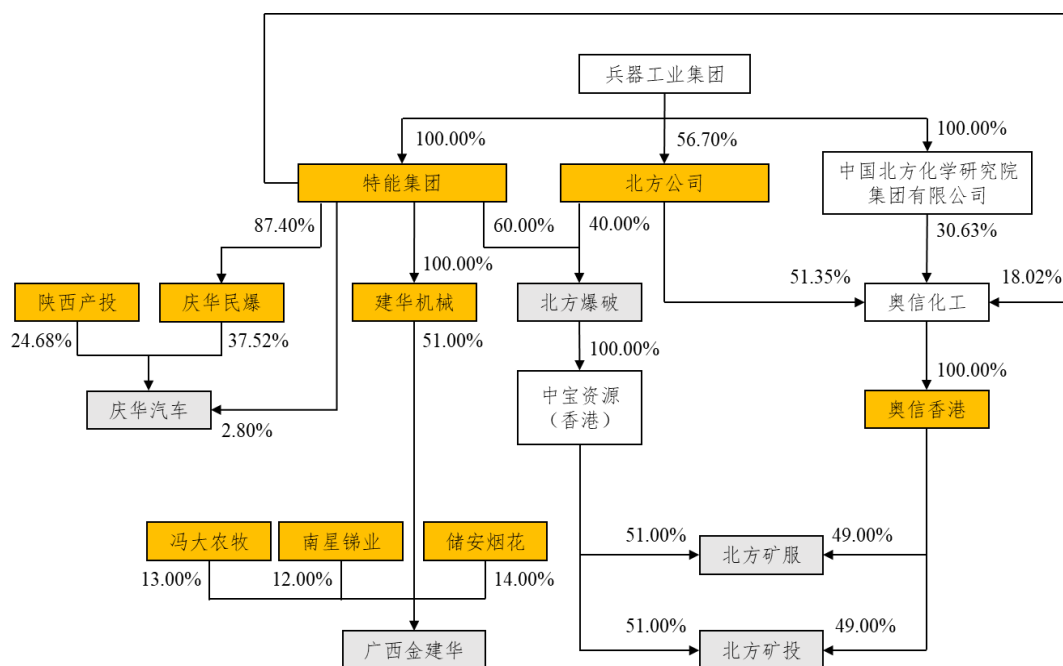 兵器工业集团
100.00%
56.70%
100.00%
特能集团
北方公司
中国北方化学研究院
集团有限公司
87.40%
60.00%
40.00%
30.63%
100.00%
51.35%
18.02%
陕西产投
庆华民爆
建华机械
北方爆破
奥信化工
24.68%
37.52%
51.00%
100.00%
100.00%
庆华汽车
2.80%
中宝资源
（香港）
奥信香港
冯大农牧
南星锑业
储安烟花
51.00%
北方矿服
49.00%
13.00%
12.00%
14.00%
广西金建华
51.00%
北方矿投
49.00%